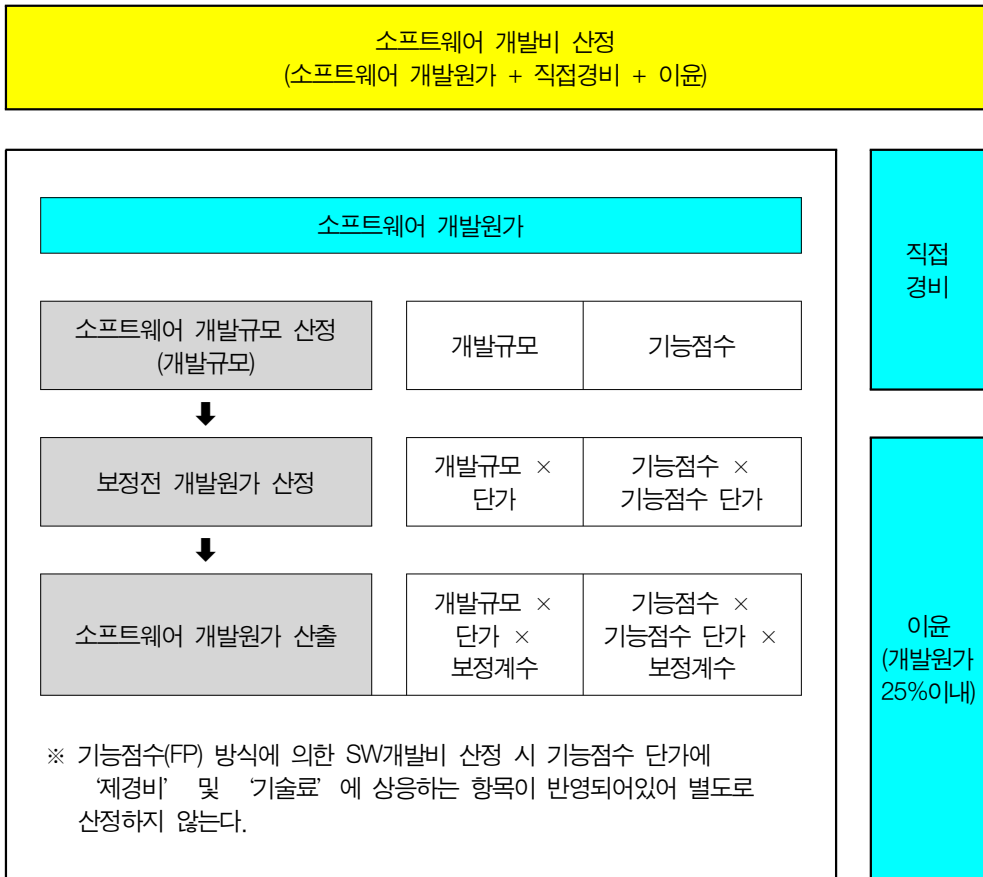 소프트웨어 개발비 산정
(소프트웨어 개발원가 + 직접경비 + 이윤)
소프트웨어 개발원가
소프트웨어 개발규모 산정
(개발규모)
개발규모
기능점수
보정전 개발원가 산정
개발규모 ×
단가
기능점수 ×
기능점수 단가
소프트웨어 개발원가 산출
개발규모 ×
단가 ×
보정계수
기능점수 ×
기능점수 단가 ×
보정계수
※ 기능점수(FP) 방식에 의한 SW개발비 산정 시 기능점수 단가에
‘제경비’ 및 ‘기술료’에 상응하는 항목이 반영되어있어 별도로
산정하지 않는다.
직접
경비
이윤
(개발원가
25%이내)